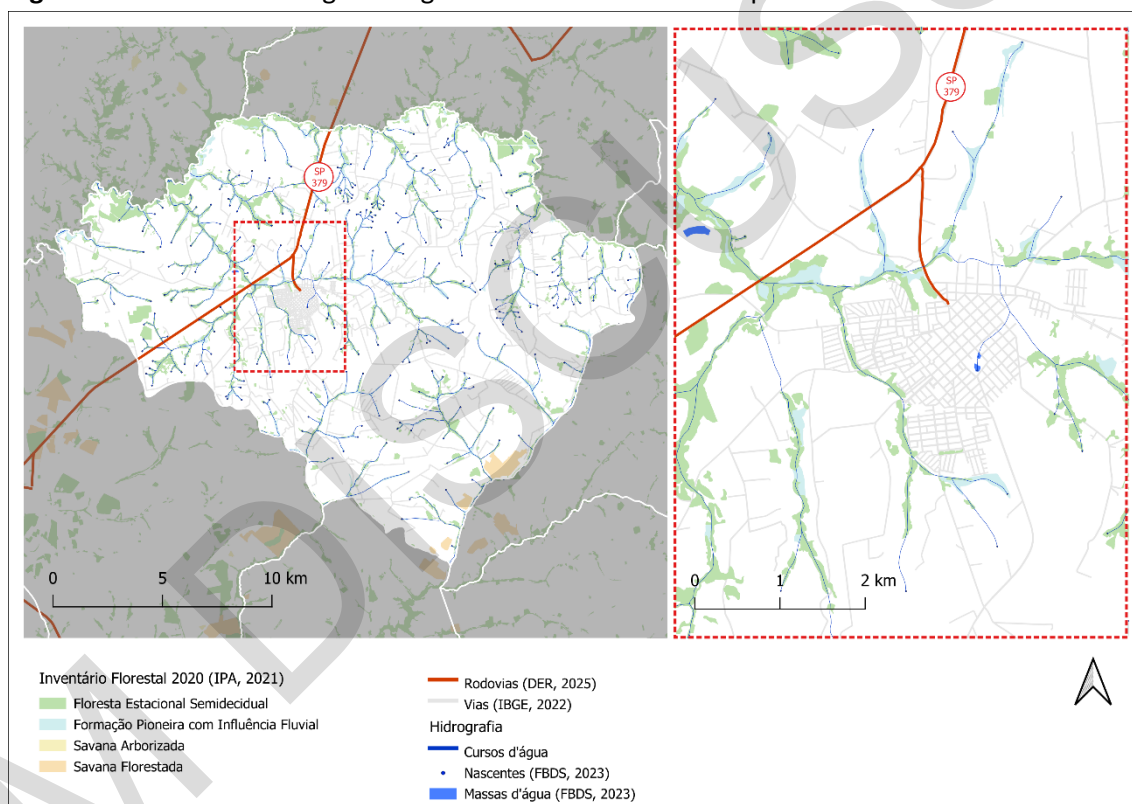 SP
379
SP
379
0 5 10 km
0 1 2 km
Inventário Florestal 2020 (IPA, 2021)
Floresta Estacional Semidecidual
Formação Pioneira com Influência Fluvial
Savana Arborizada
Savana Florestada
Rodovias (DER, 2025)
Vias (IBGE, 2022)
Hidrografia
Cursos d'água
Nascentes (FBDS, 2023)
Massas d'água (FBDS, 2023)